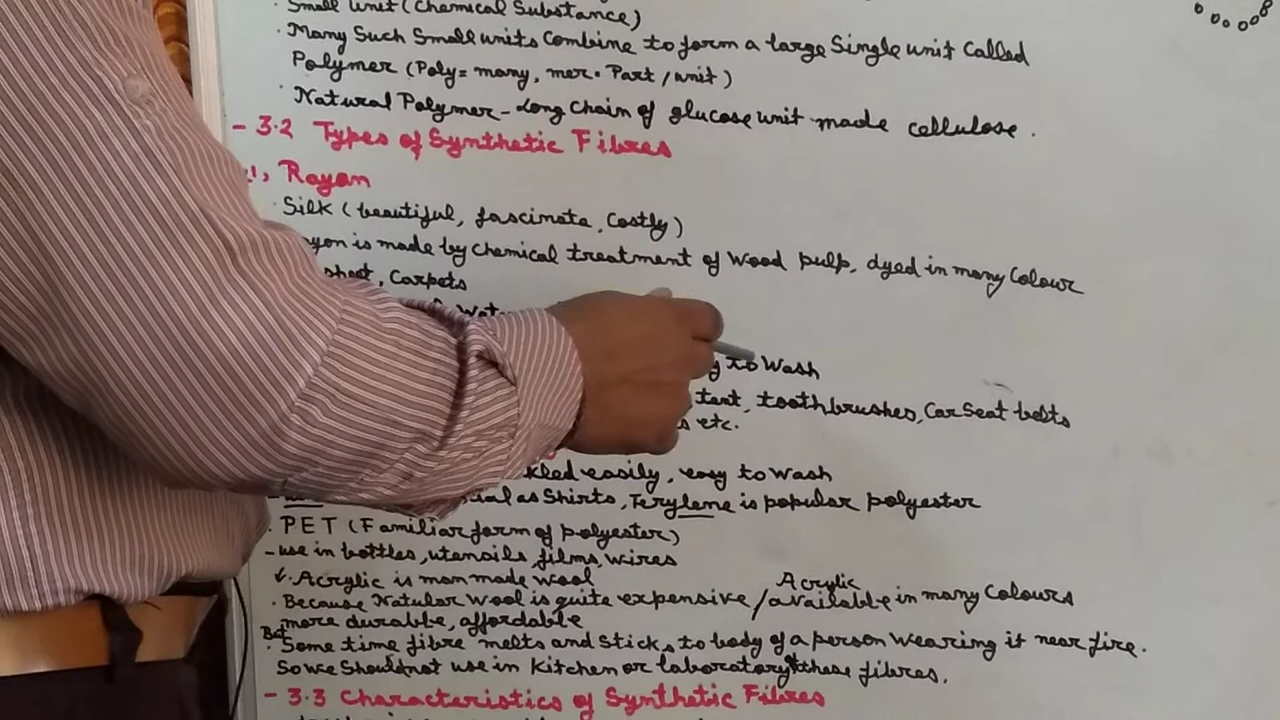 · Small Unit (Chemical Substance)
· Many Such Small units Combine to form a large Single unit Called
Polymer (Poly= many, mer = Part / unit)
· Natural Polymer - Long Chain of glucose unit made cellulose.
- 3.2 Types of Synthetic Fibres
1, Rayon
· Silk (beautiful, fascinate, Costly)
yon is made by Chemical treatment of Wood pulp, dyed in many Colour
sheet, Carpets
to Wash
tent, toothbrushes, Car Seat belts
etc.
kled easily, easy to Wash
ial as Shirts, Terylene is popular polyester
· PET (Familiar form of polyester)
- use in bottles, utensils, films, wires
· Acrylic is man made wool
· Because Natular Wool is quite expensive / Acrylic available in many Colours
more durable, affordable
But
· Some time fibre melts and Sticks to body of a person Wearing it near fire.
So We Should not use in Kitchen or laboratory these fibres.
- 3.3 Characteristics of Synthetic Fibres